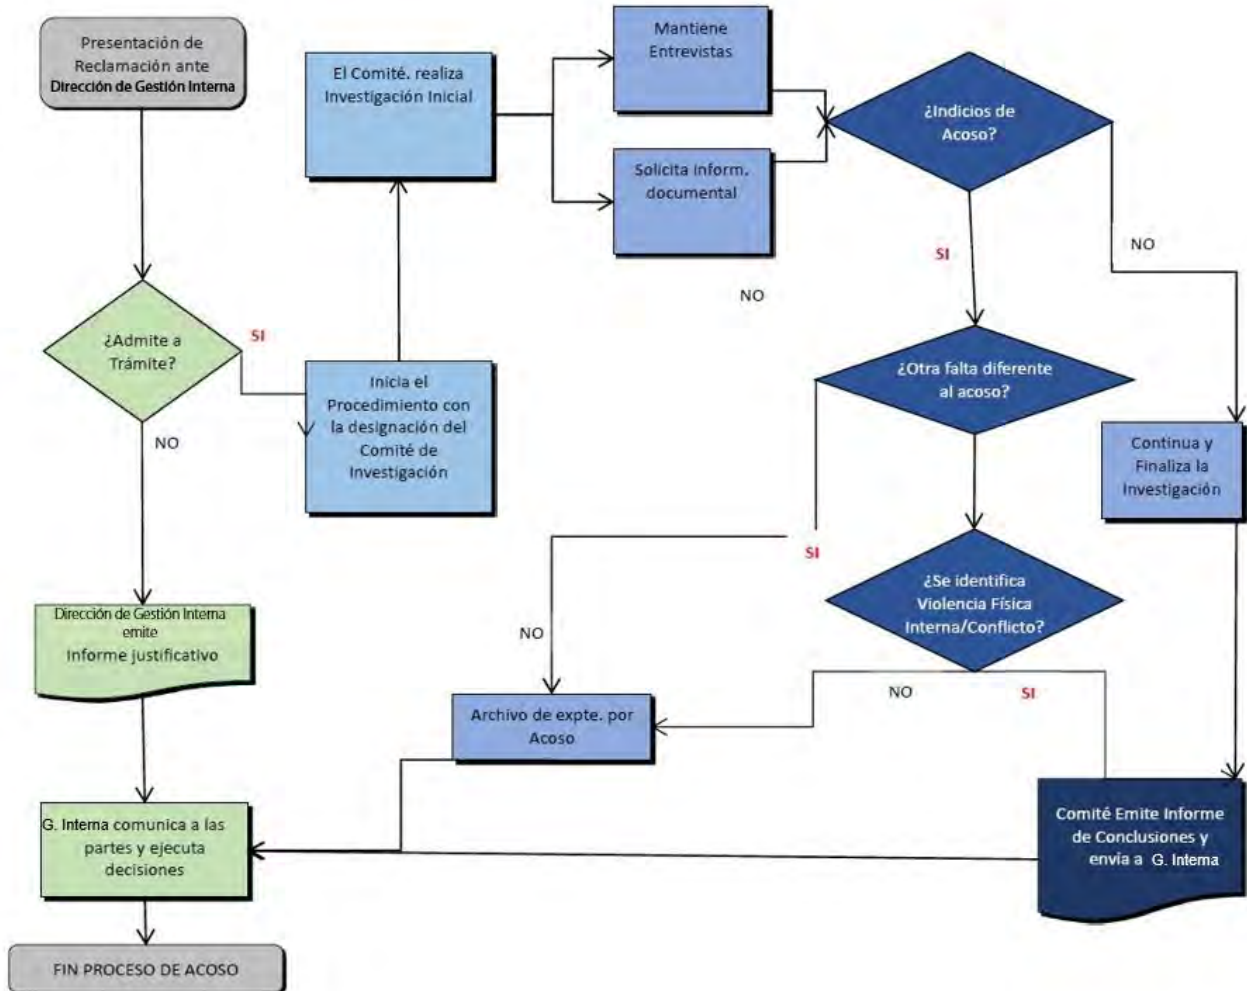 Presentación de
Reclamación ante
Dirección de Gestión Interna
El Comité. realiza
Investigación Inicial
Mantiene
Entrevistas
Solicita inform.
documental
¿Indicios de
Acoso?
NO
SI
NO
¿Admite a
Trámite?
SI
NO
Inicia el
Procedimiento con
la designación del
Comité de
Investigación
¿Otra falta diferente
al acoso?
Continua y
Finaliza la
Investigación
SI
NO
¿Se identifica
Violencia Física
Interna/Conflicto?
NO
SI
Dirección de Gestión Interna
emite
Informe justificativo
Archivo de expte. por
Acoso
G. Interna comunica a las
partes y ejecuta
decisiones
Comité Emite Informe
de Conclusiones y
envía a G. Interna
FIN PROCESO DE ACOSO